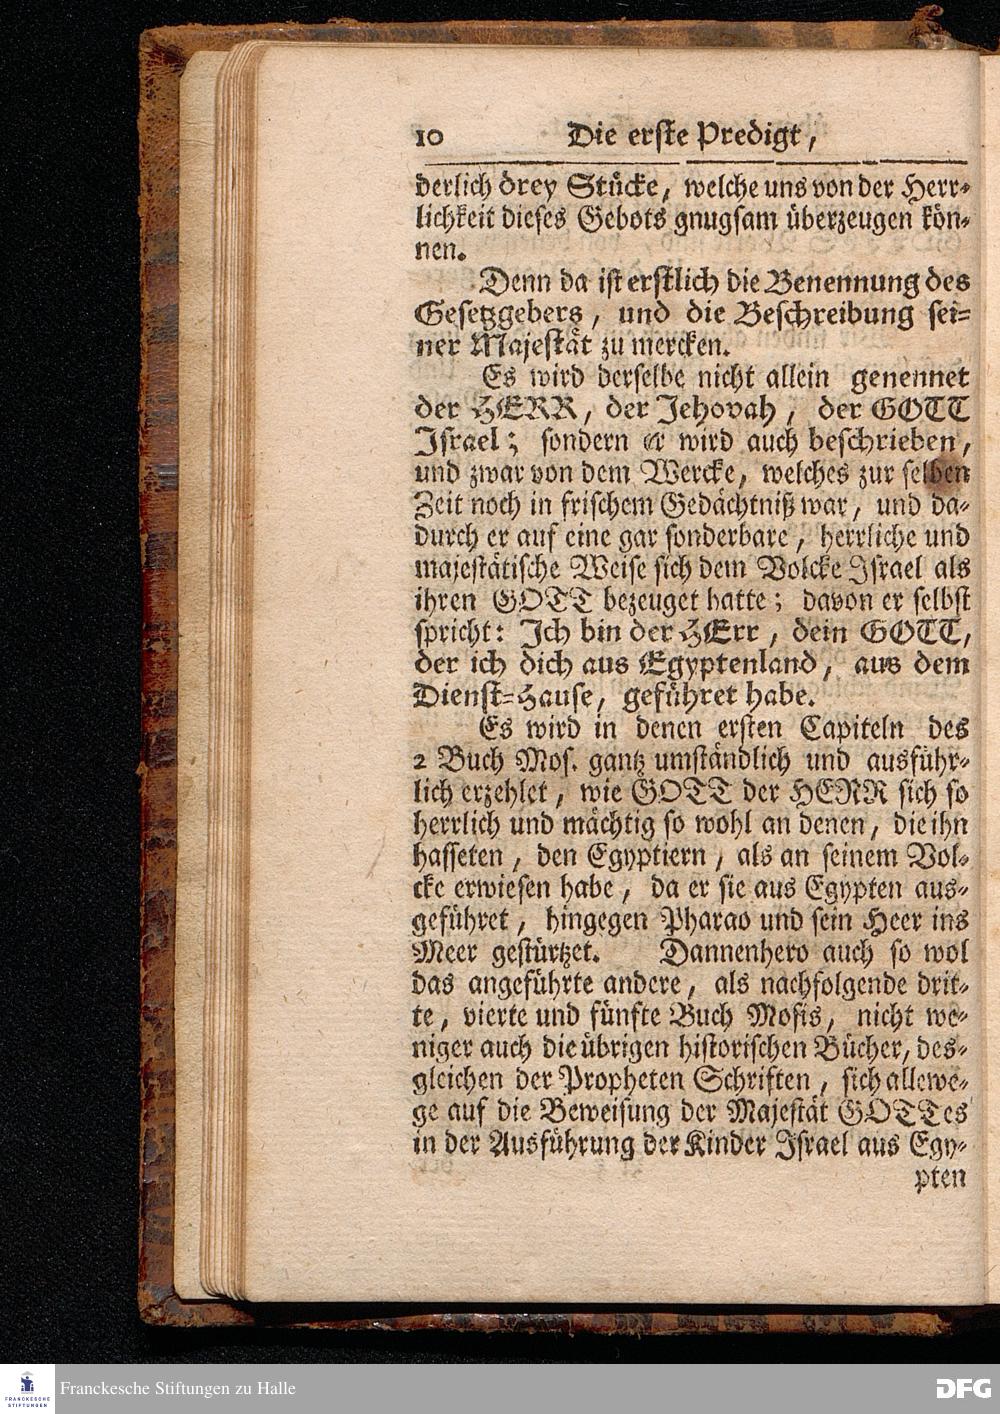 10 Die erste Predigt,
derlich drey Stücke, welche uns von der Herr-
lichkeit dieses Gebots gnugsam überzeugen kön-
nen.
Denn da ist erstlich die Benennung des
Gesetzgebers, und die Beschreibung sei-
ner Majestät zu mercken.
Es wird derselbe nicht allein genennet
der HERR, der Jehovah, der GOTT
Israel; sondern er wird auch beschrieben,
und zwar von dem Wercke, welches zur selben
Zeit noch in frischem Gedächtniß war, und da-
durch er auf eine gar sonderbare, herrliche und
majestätische Weise sich dem Volcke Israel als
ihren GOTT bezeuget hatte; davon er selbst
spricht: Ich bin der HErr, dein GOTT,
der ich dich aus Egyptenland, aus dem
Dienst-Hause, geführet habe.
Es wird in denen ersten Capiteln des
2 Buch Mos. gantz umständlich und ausführ-
lich erzehlet, wie GOTT der HERR sich so
herrlich und mächtig so wohl an denen, die ihn
hasseten, den Egyptiern, als an seinem Vol-
cke erwiesen habe, da er sie aus Egypten aus-
geführet, hingegen Pharao und sein Heer ins
Meer gestürtzet. Dannenhero auch so wol
das angeführte andere, als nachfolgende drit-
te, vierte und fünfte Buch Mosis, nicht we-
niger auch die übrigen historischen Bücher, des-
gleichen der Propheten Schriften, sich allewe-
ge auf die Beweisung der Majestät GOTTes
in der Ausführung der Kinder Israel aus Egy-
pten
FRANCKESCHE
STIFTUNGEN
Franckesche Stiftungen zu Halle
DFG